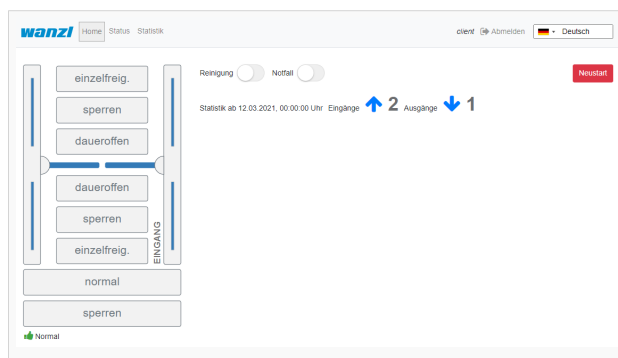 wanzl Home Status Statistik client Abmelden Deutsch
einzelfreig.
sperren
daueroffen
daueroffen
sperren
einzelfreig.
EINGANG
normal
sperren
Normal
Reinigung Notfall Neustart
Statistik ab 12.03.2021, 00:00:00 Uhr Eingänge 2 Ausgänge 1